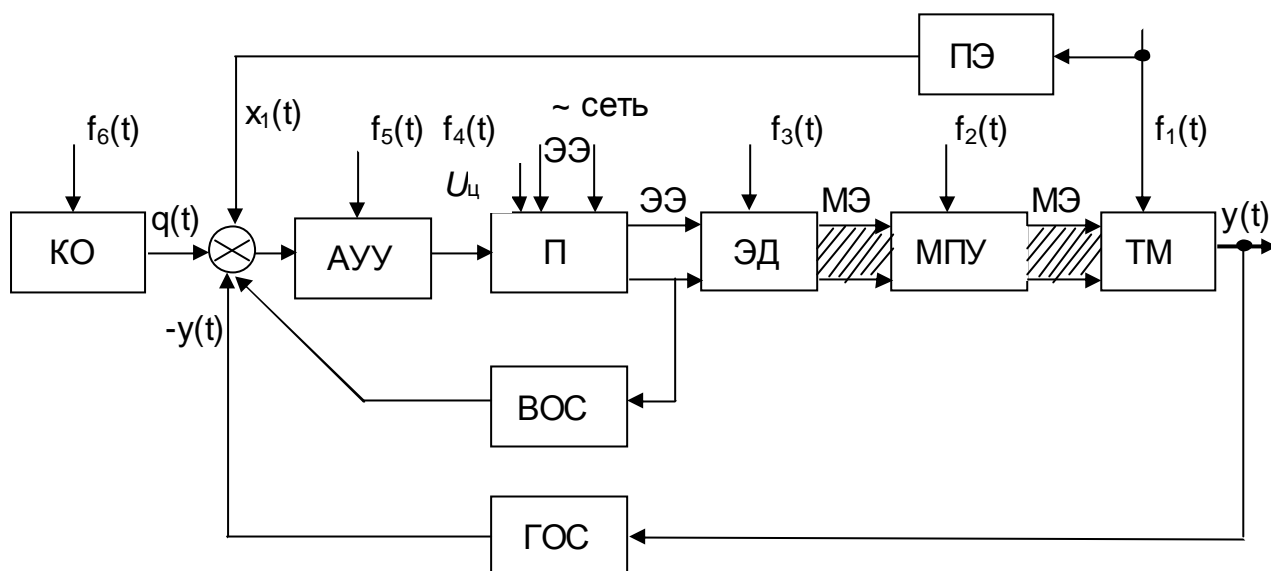 ПЭ
~ сеть
x₁(t)
f₆(t)
f₅(t)
f₄(t)
ЭЭ
f₃(t)
f₂(t)
f₁(t)
Uц
КО
q(t)
АУУ
П
ЭЭ
ЭД
МЭ
МПУ
МЭ
ТМ
y(t)
-y(t)
ВОС
ГОС